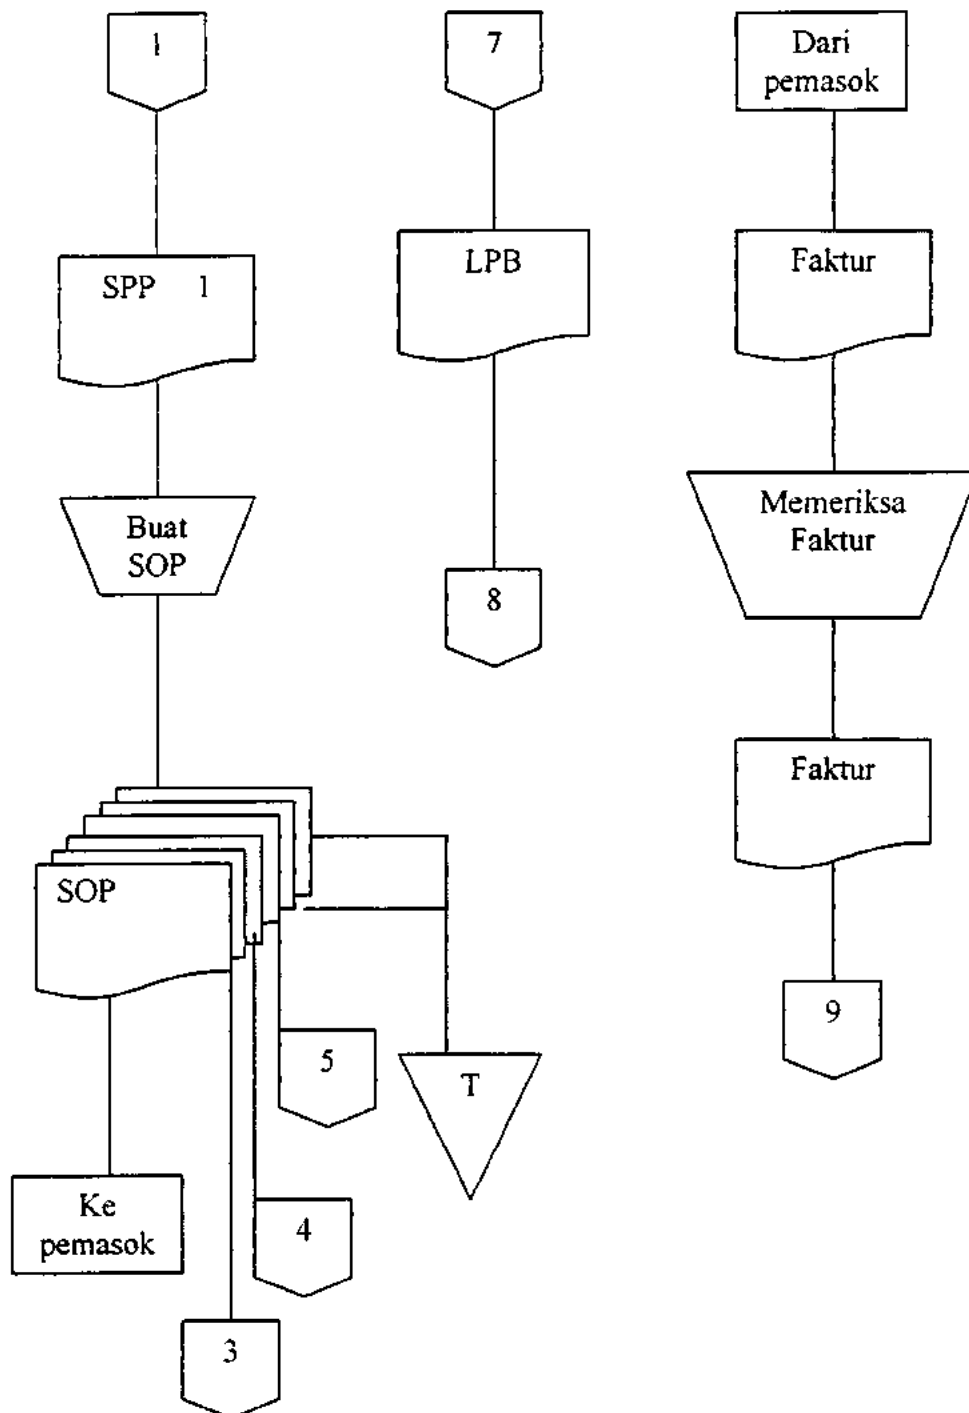 1
SPP 1
Buat
SOP
SOP
5
T
4
Ke
pemasok
3
7
LPB
8
Dari
pemasok
Faktur
Memeriksa
Faktur
Faktur
9